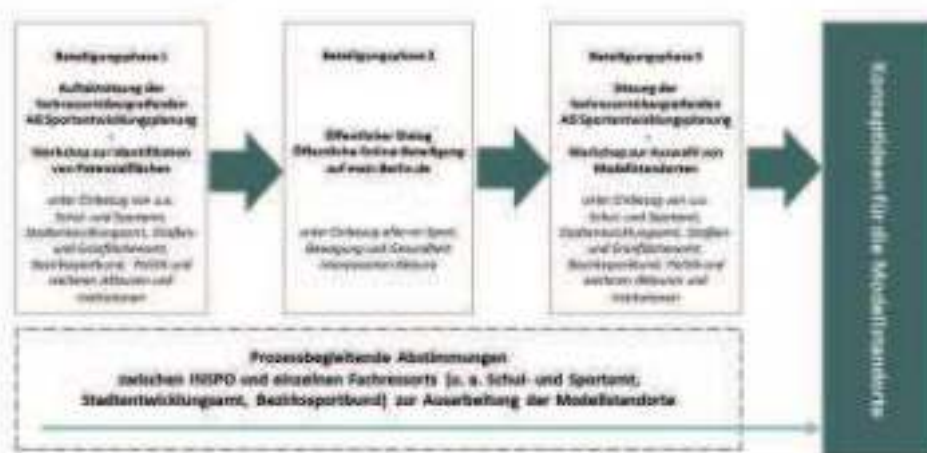 Beteiligungsphase 1
Auftaktsitzung der
fachressortübergreifenden
AG Sportentwicklungsplanung
-
Workshop zur Identifikation
von Potenzialflächen
unter Einbezug von u.a.
Schul- und Sportamt,
Stadtentwicklungsamt, Straßen-
und Grünflächenamt,
Bezirkssportbund, Politik und
weiteren Akteuren und
Institutionen
Beteiligungsphase 2
Öffentlicher Dialog
Öffentliche Online-Beteiligung
auf mein.Berlin.de
unter Einbezug aller an Sport,
Bewegung und Gesundheit
interessierten Akteure
Beteiligungsphase 3
Sitzung der
fachressortübergreifenden
AG Sportentwicklungsplanung
-
Workshop zur Auswahl von
Modellstandorten
unter Einbezug von u.a.
Schul- und Sportamt,
Stadtentwicklungsamt, Straßen-
und Grünflächenamt,
Bezirkssportbund, Politik und
weiteren Akteuren und
Institutionen
Konzeptideen für die Modellstandorte
Prozessbegleitende Abstimmungen
zwischen INSPO und einzelnen Fachressorts (u. a. Schul- und Sportamt,
Stadtentwicklungsamt, Bezirkssportbund) zur Ausarbeitung der Modellstandorte